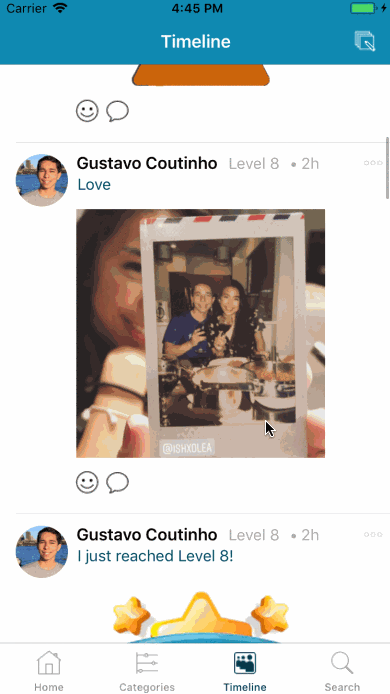 Carrier 4:45 PM
Timeline
Gustavo Coutinho Level 8 • 2h
Love
@ISHXOLEA
Gustavo Coutinho Level 8 • 2h
I just reached Level 8!
Home Categories Timeline Search